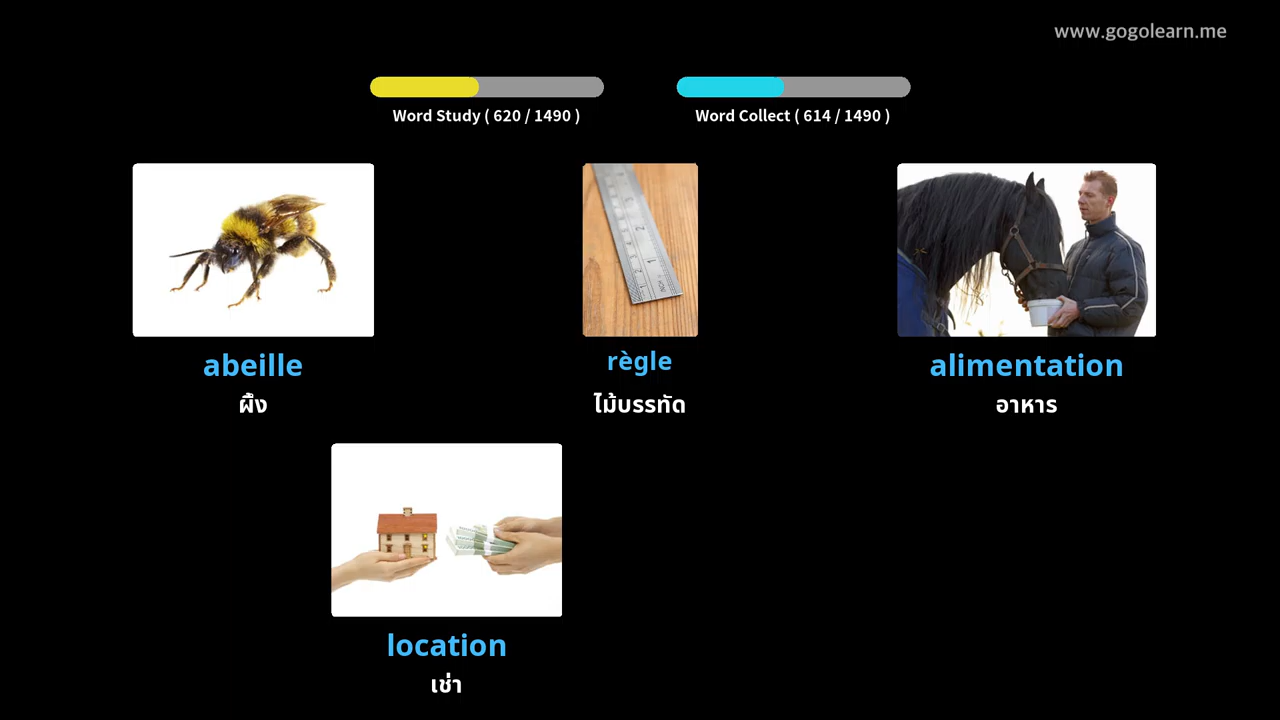 www.gogolearn.me
Word Study ( 620 / 1490 )
Word Collect ( 614 / 1490 )
abeille
ผึ้ง
règle
ไม้บรรทัด
alimentation
อาหาร
location
เช่า